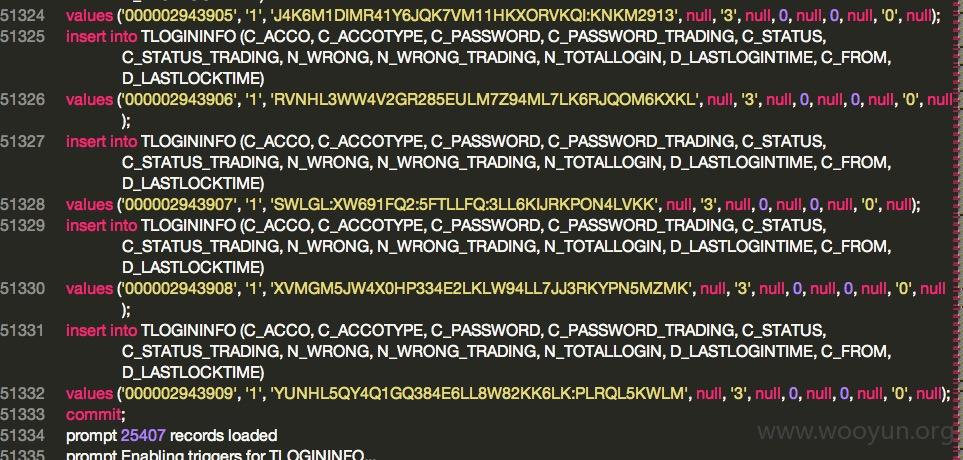 51324 values ('000002943905', '1', 'J4K6M1DIMR41Y6JQK7VM11HKXORVKQI:KNKM2913', null, '3', null, 0, null, 0, null, '0', null);
51325 insert into TLOGININFO (C_ACCO, C_ACCOTYPE, C_PASSWORD, C_PASSWORD_TRADING, C_STATUS,
C_STATUS_TRADING, N_WRONG, N_WRONG_TRADING, N_TOTALLOGIN, D_LASTLOGINTIME, C_FROM,
D_LASTLOCKTIME)
51326 values ('000002943906', '1', 'RVNHL3WW4V2GR285EULM7Z94ML7LK6RJQOM6KXKL', null, '3', null, 0, null, 0, null, '0', null
);
51327 insert into TLOGININFO (C_ACCO, C_ACCOTYPE, C_PASSWORD, C_PASSWORD_TRADING, C_STATUS,
C_STATUS_TRADING, N_WRONG, N_WRONG_TRADING, N_TOTALLOGIN, D_LASTLOGINTIME, C_FROM,
D_LASTLOCKTIME)
51328 values ('000002943907', '1', 'SWLGL:XW691FQ2:5FTLLFQ:3LL6KIJRKPON4LVKK', null, '3', null, 0, null, 0, null, '0', null);
51329 insert into TLOGININFO (C_ACCO, C_ACCOTYPE, C_PASSWORD, C_PASSWORD_TRADING, C_STATUS,
C_STATUS_TRADING, N_WRONG, N_WRONG_TRADING, N_TOTALLOGIN, D_LASTLOGINTIME, C_FROM,
D_LASTLOCKTIME)
51330 values ('000002943908', '1', 'XVMGM5JW4X0HP334E2LKLW94LL7JJ3RKYPN5MZMK', null, '3', null, 0, null, 0, null, '0', null
);
51331 insert into TLOGININFO (C_ACCO, C_ACCOTYPE, C_PASSWORD, C_PASSWORD_TRADING, C_STATUS,
C_STATUS_TRADING, N_WRONG, N_WRONG_TRADING, N_TOTALLOGIN, D_LASTLOGINTIME, C_FROM,
D_LASTLOCKTIME)
51332 values ('000002943909', '1', 'YUNHL5QY4Q1GQ384E6LL8W82KK6LK:PLRQL5KWLM', null, '3', null, 0, null, 0, null, '0', null);
51333 commit;
51334 prompt 25407 records loaded
51335 prompt Enabling triggers for TLOGININFO...
www.wooyun.org